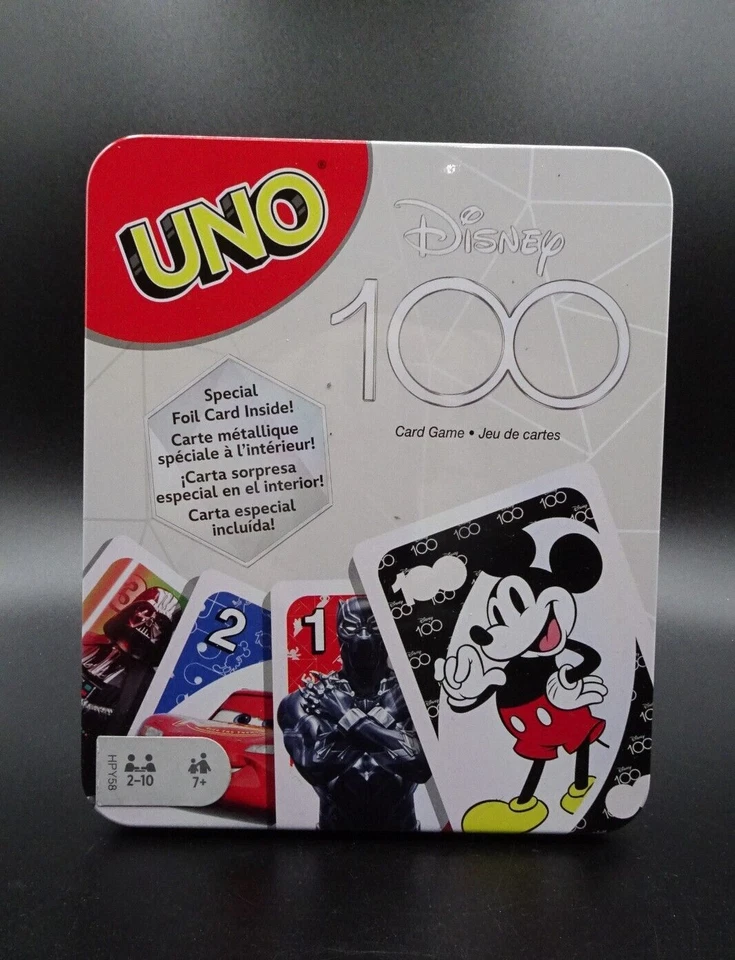 UNO
®
Disney
100
Card Game • Jeu de cartes
Special
Foil Card Inside!
Carte métallique
spéciale à l'intérieur!
¡Carta sorpresa
especial en el interior!
Carta especial
incluída!
2
1
100
HPY58
2-10
7+